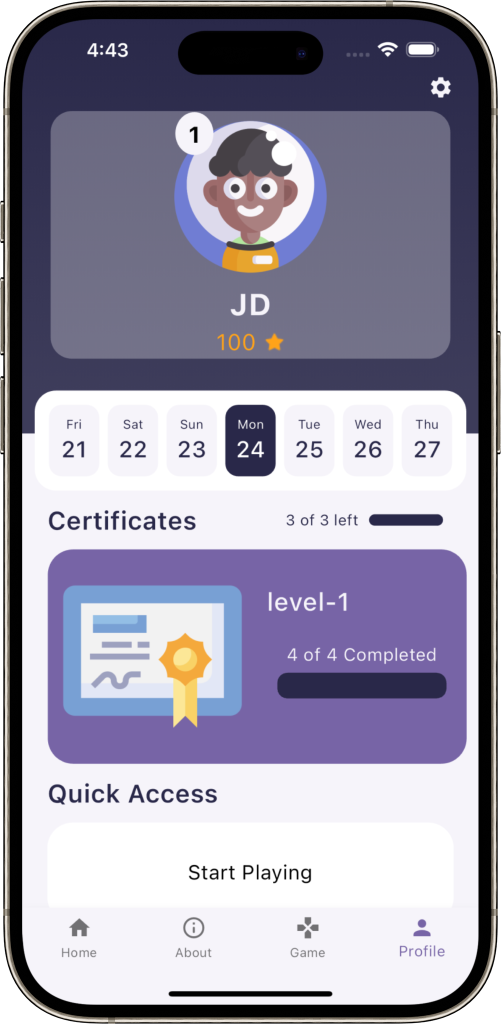 4:43
1
JD
100
Fri Sat Sun Mon Tue Wed Thu
21 22 23 24 25 26 27
Certificates 3 of 3 left
level-1
4 of 4 Completed
Quick Access
Start Playing
Home About Game Profile